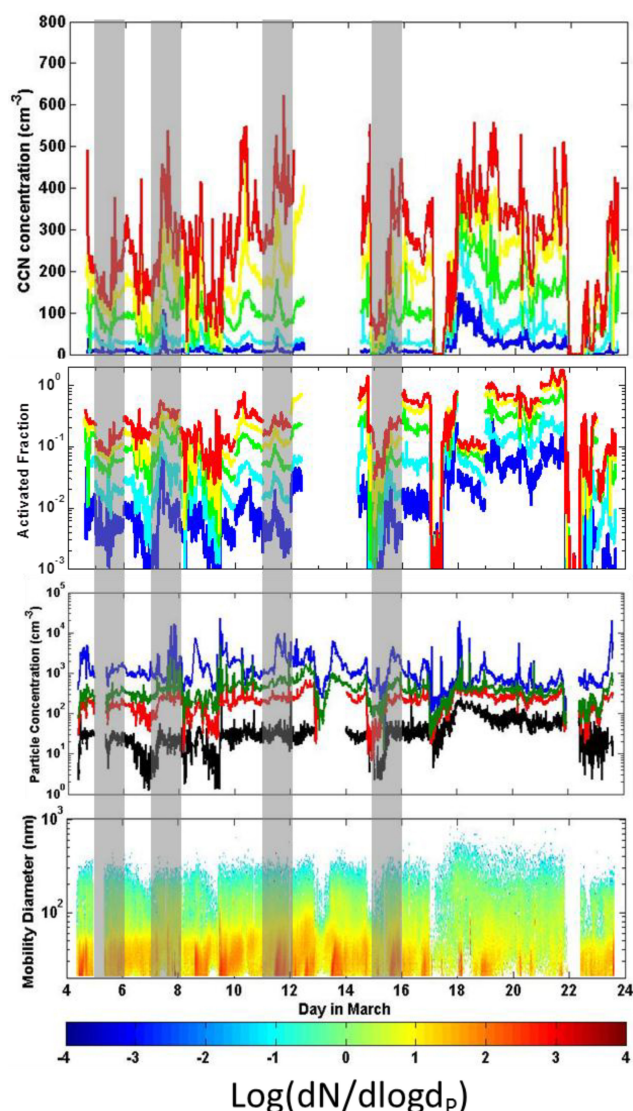 800
700
600
500
400
300
200
100
0
CCN concentration (cm⁻³)
10⁰
10⁻¹
10⁻²
10⁻³
Activated Fraction
10⁵
10⁴
10³
10²
10¹
10⁰
Particle Concentration (cm⁻³)
10³
10²
Mobility Diameter (nm)
4 6 8 10 12 14 16 18 20 22 24
Day in March
-4 -3 -2 -1 0 1 2 3 4
Log(dN/dlogdₚ)